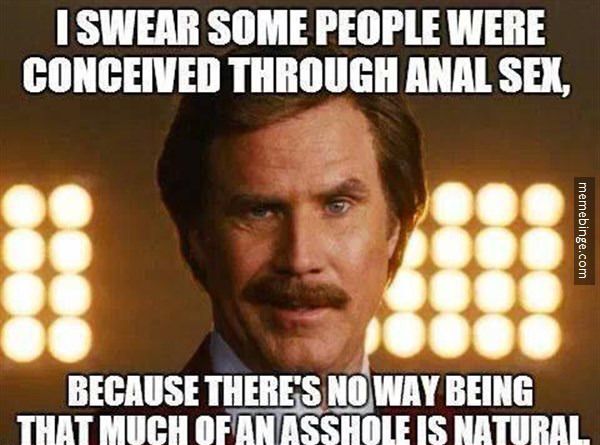 I SWEAR SOME PEOPLE WERE
CONCEIVED THROUGH ANAL SEX,
memebinge.com
BECAUSE THERE'S NO WAY BEING
THAT MUCH OF AN ASSHOLE IS NATURAL.